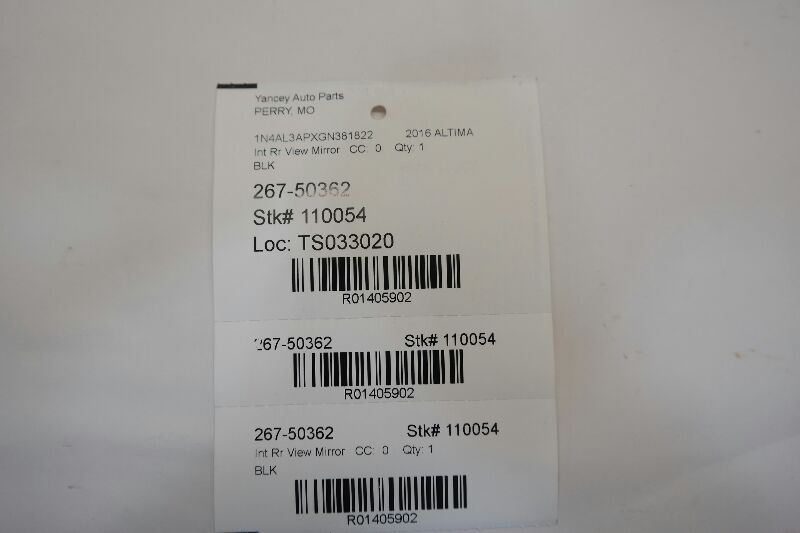 Yancey Auto Parts
PERRY, MO
1N4AL3APXGN381822 2016 ALTIMA
Int Rr View Mirror CC: 0 Qty: 1
BLK
267-50362
Stk# 110054
Loc: TS033020
R01405902
267-50362 Stk# 110054
R01405902
267-50362 Stk# 110054
Int Rr View Mirror CC: 0 Qty: 1
BLK
R01405902